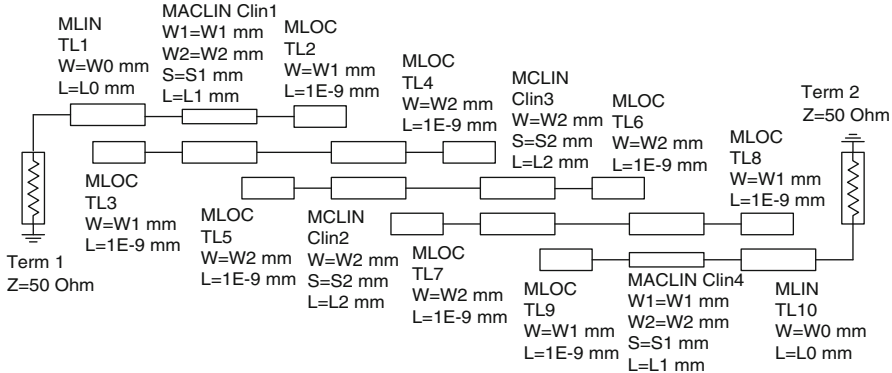 MLIN
TL1
W=W0 mm
L=L0 mm
MACLIN Clin1
W1=W1 mm
W2=W2 mm
S=S1 mm
L=L1 mm
MLOC
TL2
W=W1 mm
L=1E-9 mm
MLOC
TL4
W=W2 mm
L=1E-9 mm
MCLIN
Clin3
W=W2 mm
S=S2 mm
L=L2 mm
MLOC
TL6
W=W2 mm
L=1E-9 mm
Term 2
Z=50 Ohm
MLOC
TL8
W=W1 mm
L=1E-9 mm
Term 1
Z=50 Ohm
MLOC
TL3
W=W1 mm
L=1E-9 mm
MLOC
TL5
W=W2 mm
L=1E-9 mm
MCLIN
Clin2
W=W2 mm
S=S2 mm
L=L2 mm
MLOC
TL7
W=W2 mm
L=1E-9 mm
MLOC
TL9
W=W1 mm
L=1E-9 mm
MACLIN Clin4
W1=W1 mm
W2=W2 mm
S=S1 mm
L=L1 mm
MLIN
TL10
W=W0 mm
L=L0 mm